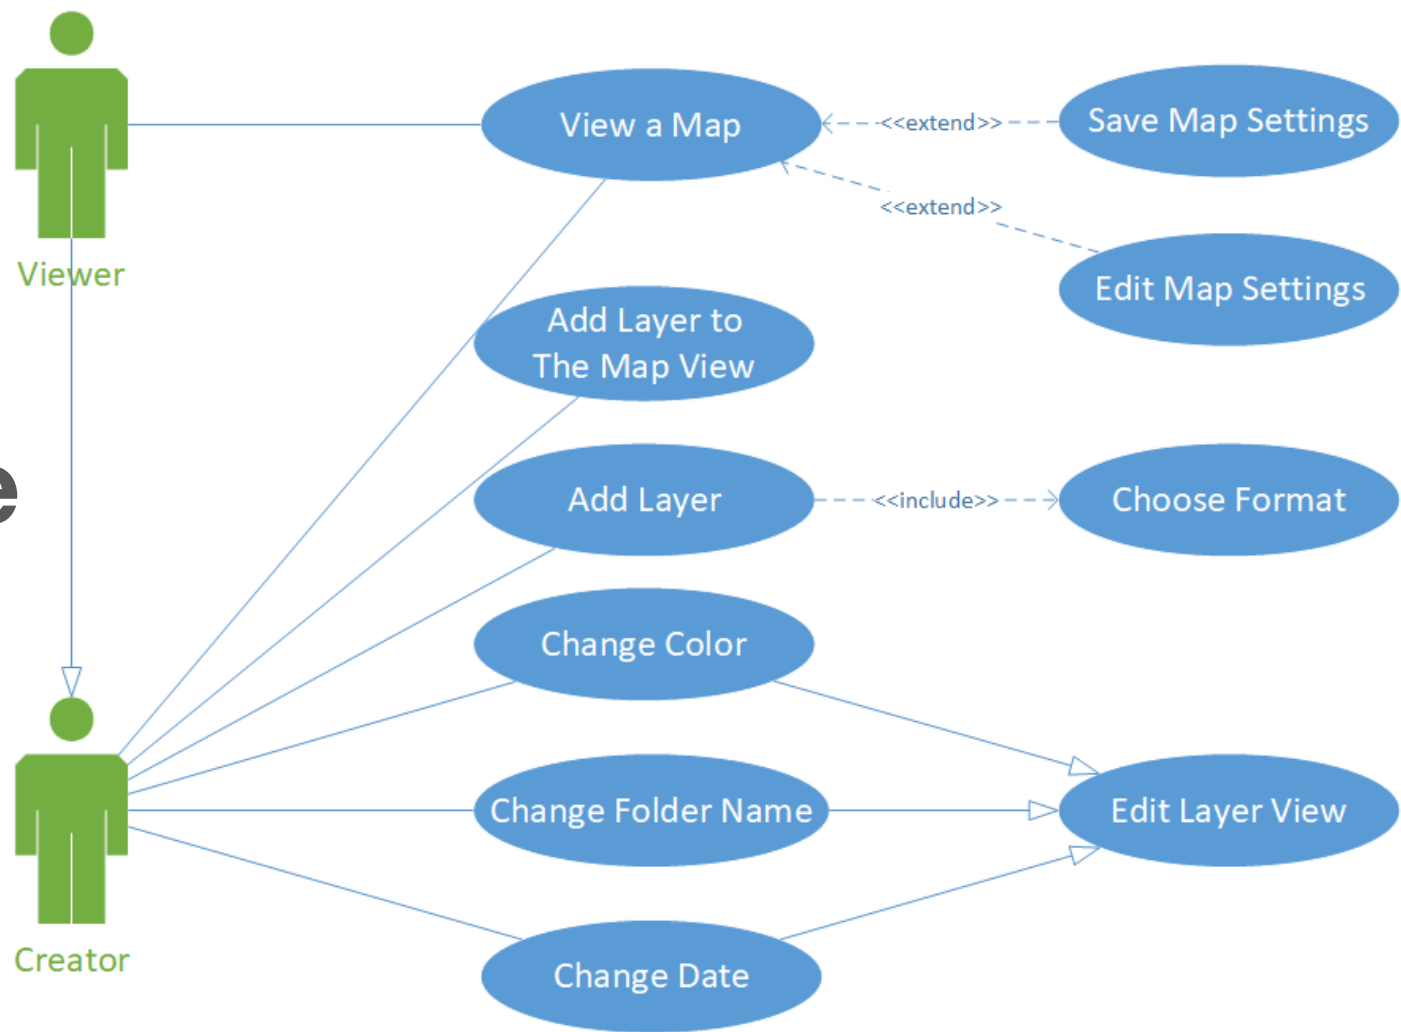 View a Map
<<extend>>
Save Map Settings
<<extend>>
Viewer
Edit Map Settings
Add Layer to
The Map View
e
Add Layer
<<include>>
Choose Format
Change Color
Change Folder Name
Edit Layer View
Creator
Change Date